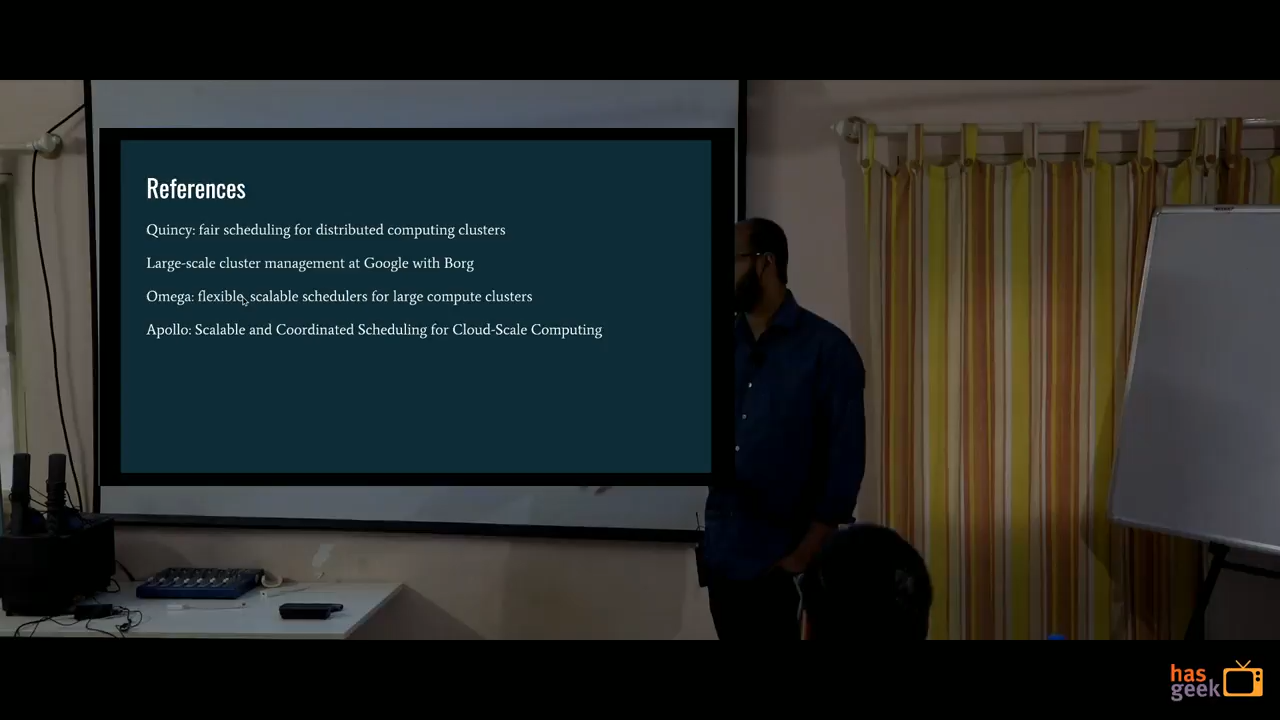 References
Quincy: fair scheduling for distributed computing clusters
Large-scale cluster management at Google with Borg
Omega: flexible, scalable schedulers for large compute clusters
Apollo: Scalable and Coordinated Scheduling for Cloud-Scale Computing
has
geek